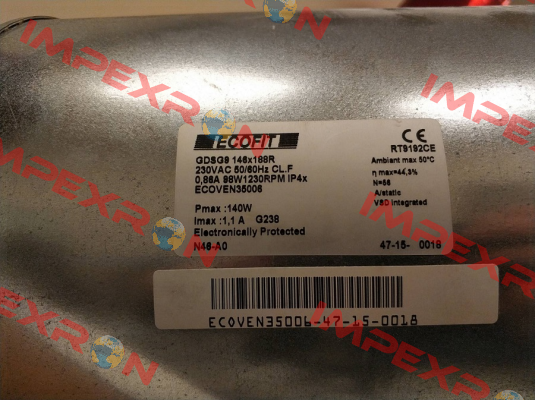 ECOFIT
GDSG9 146x188R
230VAC 50/60Hz CL.F
0,86A 98W1230RPM IP4x
ECOVEN35006
Pmax :140W
Imax :1,1 A G238
Electronically Protected
N46-A0
CE
RT9192CE
Ambiant max 50°C
η max=44,3%
N=56
A/static
VSD integrated
47-15- 0018
ECOVEN35006-47-15-0018
IMPEXRON
IMPEXRON
IMPEXRON
IMPEXRON
IMPEXRON